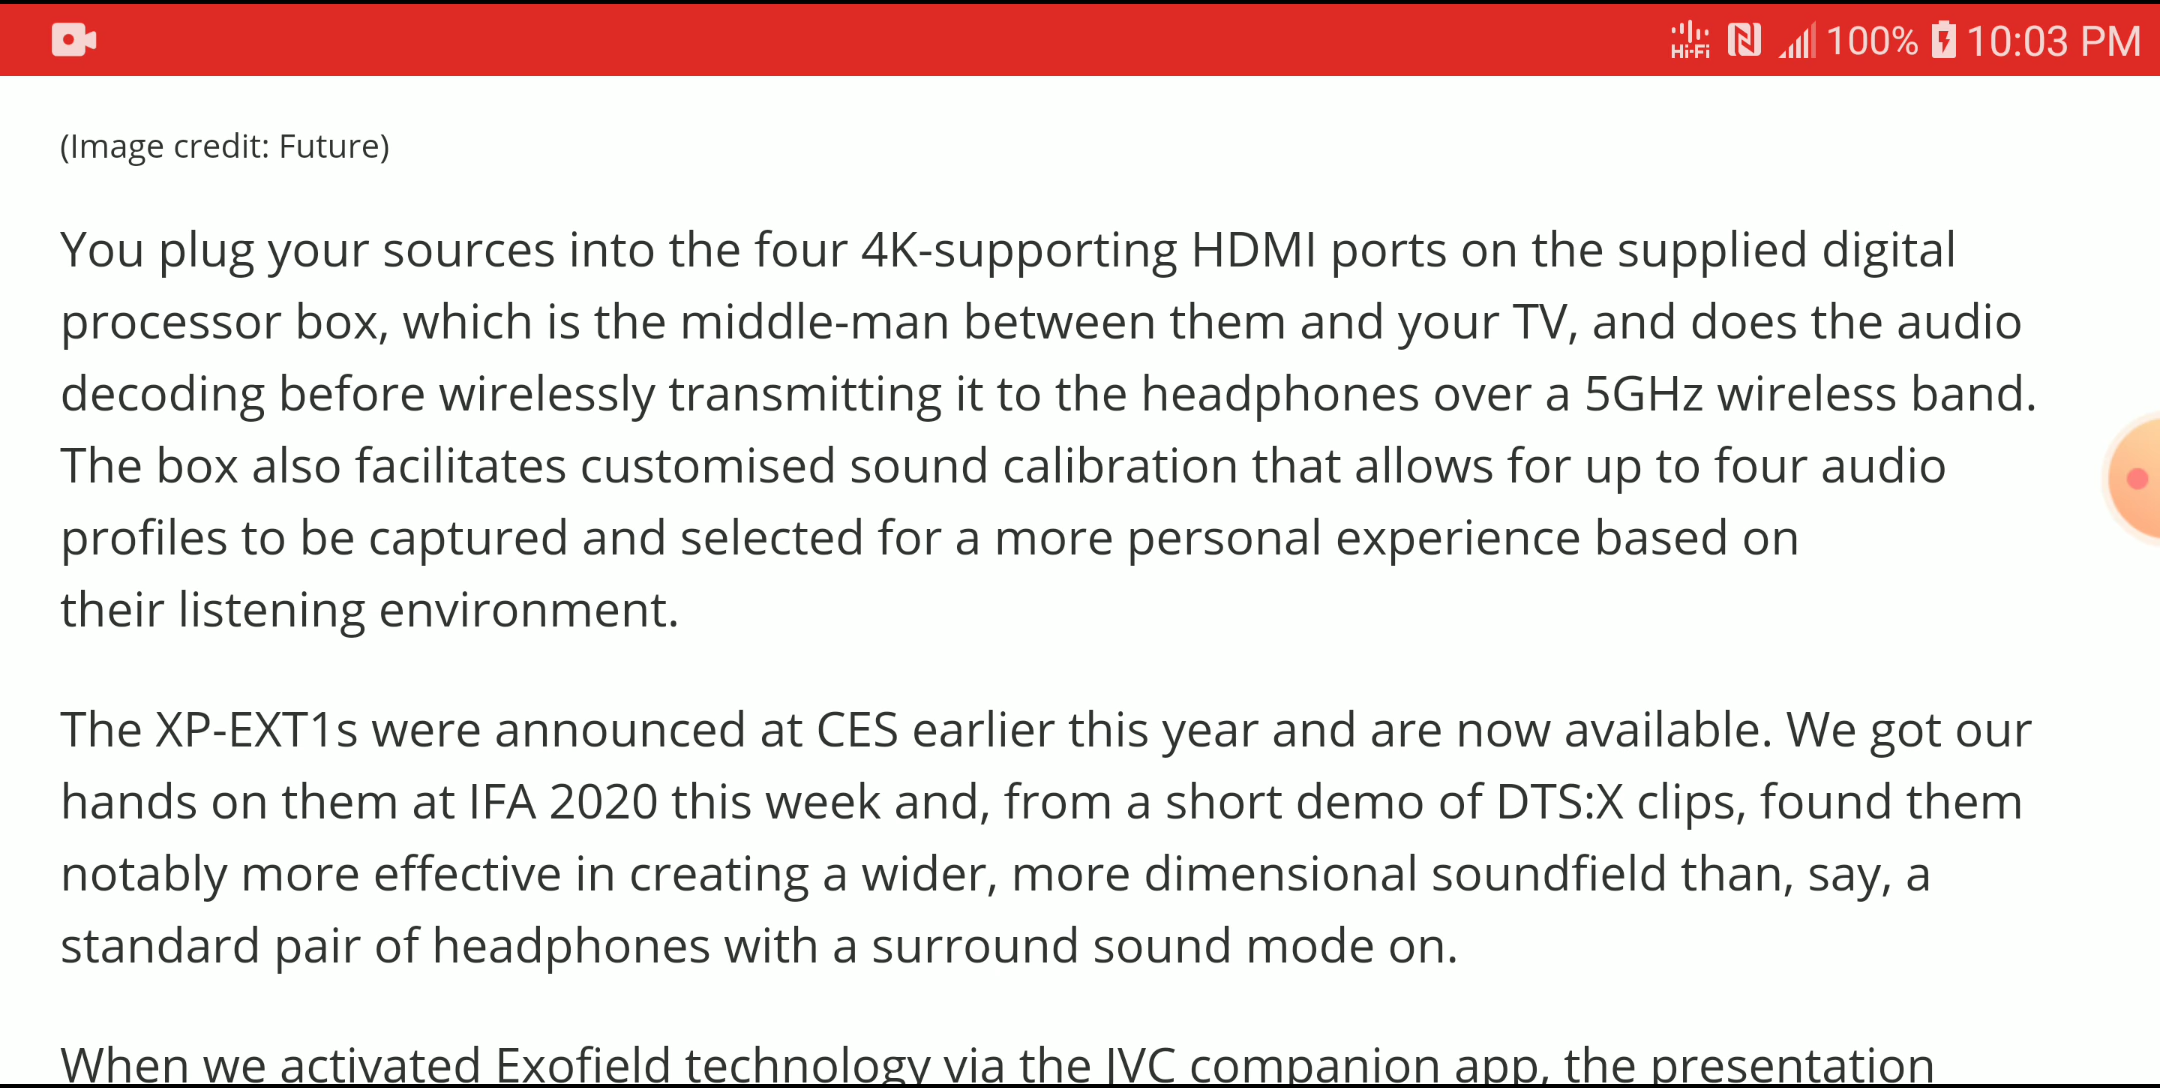 Hi-Fi 100% 10:03 PM
(Image credit: Future)
You plug your sources into the four 4K-supporting HDMI ports on the supplied digital
processor box, which is the middle-man between them and your TV, and does the audio
decoding before wirelessly transmitting it to the headphones over a 5GHz wireless band.
The box also facilitates customised sound calibration that allows for up to four audio
profiles to be captured and selected for a more personal experience based on
their listening environment.
The XP-EXT1s were announced at CES earlier this year and are now available. We got our
hands on them at IFA 2020 this week and, from a short demo of DTS:X clips, found them
notably more effective in creating a wider, more dimensional soundfield than, say, a
standard pair of headphones with a surround sound mode on.
When we activated Exofield technology via the JVC companion app, the presentation